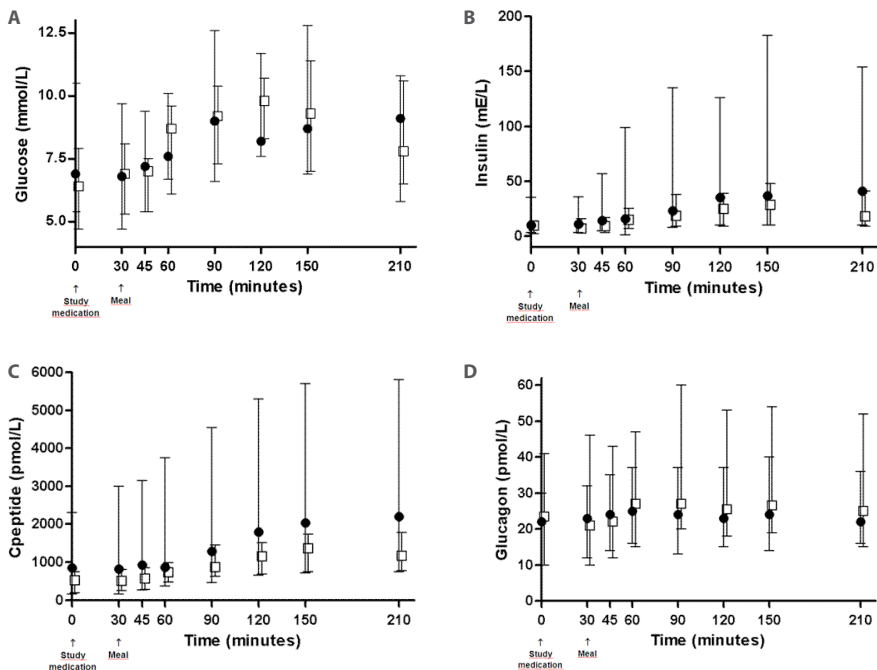 A
Glucose (mmol/L)
12.5
10.0
7.5
5.0
0 30 45 60 90 120 150 210
Time (minutes)
↑ ↑
Study Meal
medication
B
Insulin (mE/L)
200
150
100
50
0
0 30 45 60 90 120 150 210
Time (minutes)
↑ ↑
Study Meal
medication
C
Cpeptide (pmol/L)
6000
5000
4000
3000
2000
1000
0
0 30 45 60 90 120 150 210
Time (minutes)
↑ ↑
Study Meal
medication
D
Glucagon (pmol/L)
60
50
40
30
20
10
0
0 30 45 60 90 120 150 210
Time (minutes)
↑ ↑
Study Meal
medication